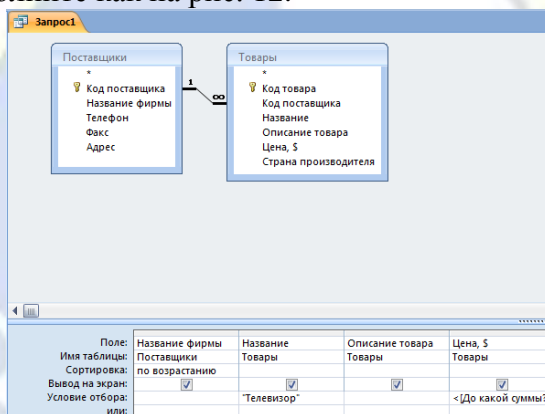 Запрос1
Поставщики
*
Код поставщика
Название фирмы
Телефон
Факс
Адрес
1
∞
Товары
*
Код товара
Код поставщика
Название
Описание товара
Цена, $
Страна производителя
Поле: Название фирмы Название Описание товара Цена, $
Имя таблицы: Поставщики Товары Товары Товары
Сортировка: по возрастанию
Вывод на экран:
Условие отбора: "Телевизор" <[До какой суммы?
или: